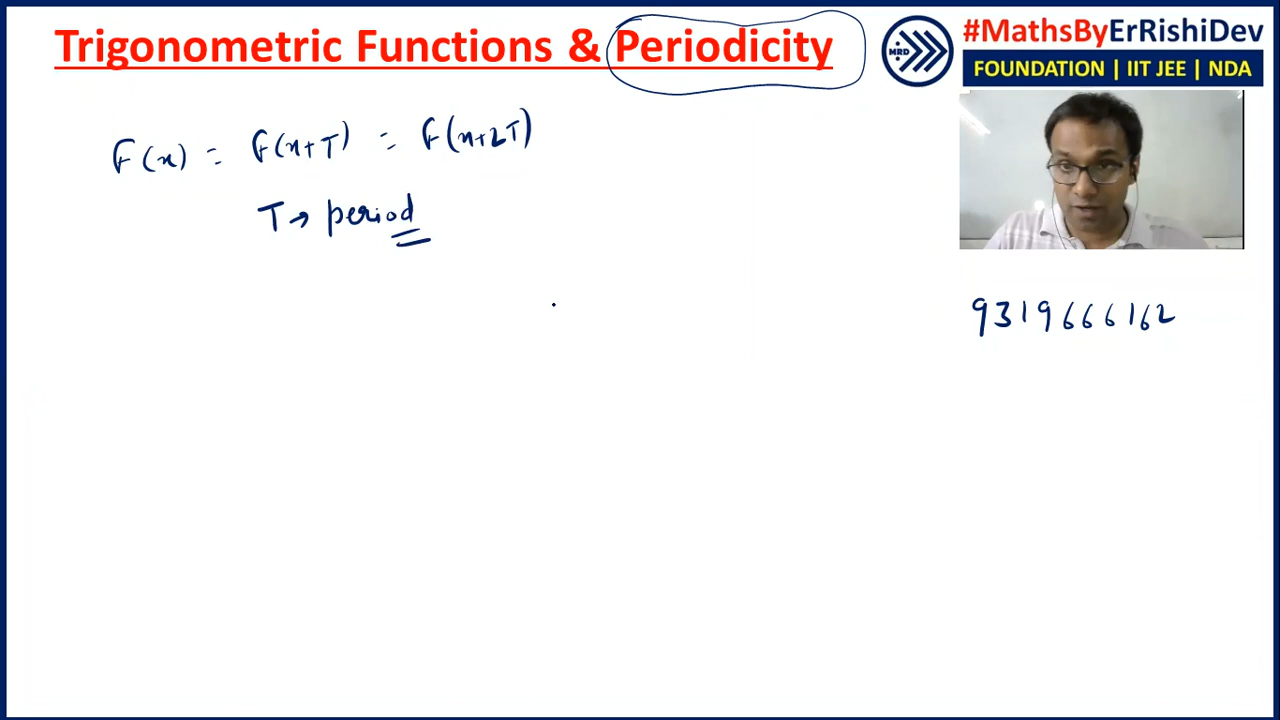 Trigonometric Functions & Periodicity
MRD
#MathsByErRishiDev
FOUNDATION | IIT JEE | NDA
F(x) = F(x+T) = F(x+2T)
T → period
9319666162